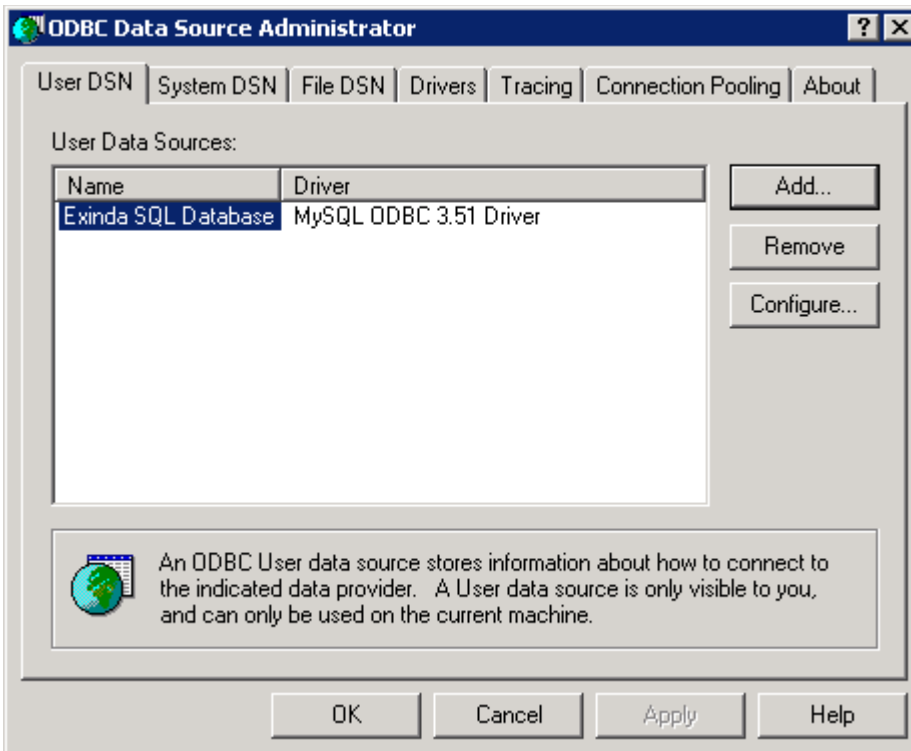 ODBC Data Source Administrator
User DSN System DSN File DSN Drivers Tracing Connection Pooling About
User Data Sources:
Name Driver
Exinda SQL Database MySQL ODBC 3.51 Driver
Add...
Remove
Configure...
An ODBC User data source stores information about how to connect to
the indicated data provider. A User data source is only visible to you,
and can only be used on the current machine.
OK Cancel Apply Help